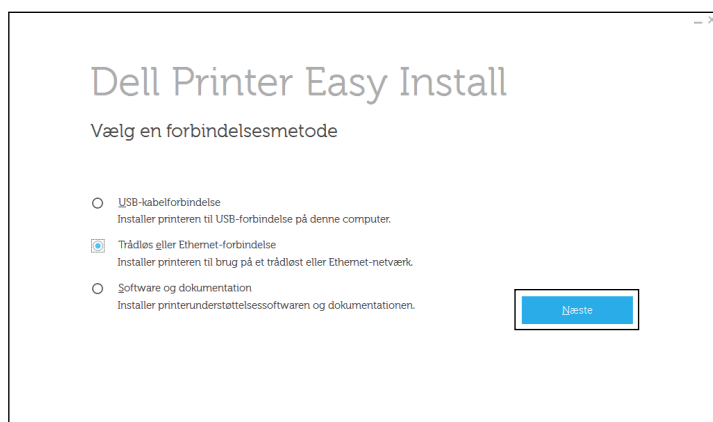 Dell Printer Easy Install
Vælg en forbindelsesmetode
USB-kabelforbindelse
Installer printeren til USB-forbindelse på denne computer.
Trådløs eller Ethernet-forbindelse
Installer printeren til brug på et trådløst eller Ethernet-netværk.
Software og dokumentation
Installer printerunderstøttelsessoftwaren og dokumentationen.
Næste